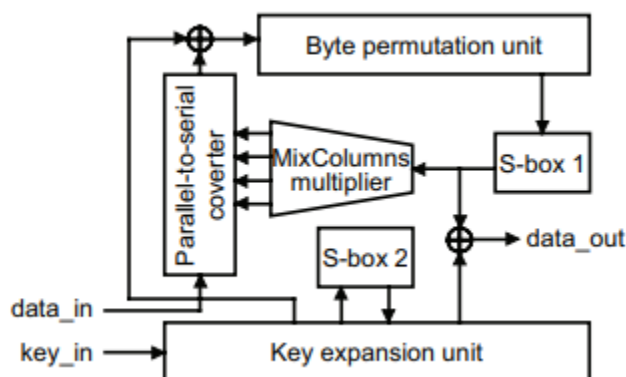 Byte permutation unit
Parallel-to-serial
coverter
MixColumns
multiplier
S-box 1
data_out
S-box 2
data_in
key_in
Key expansion unit